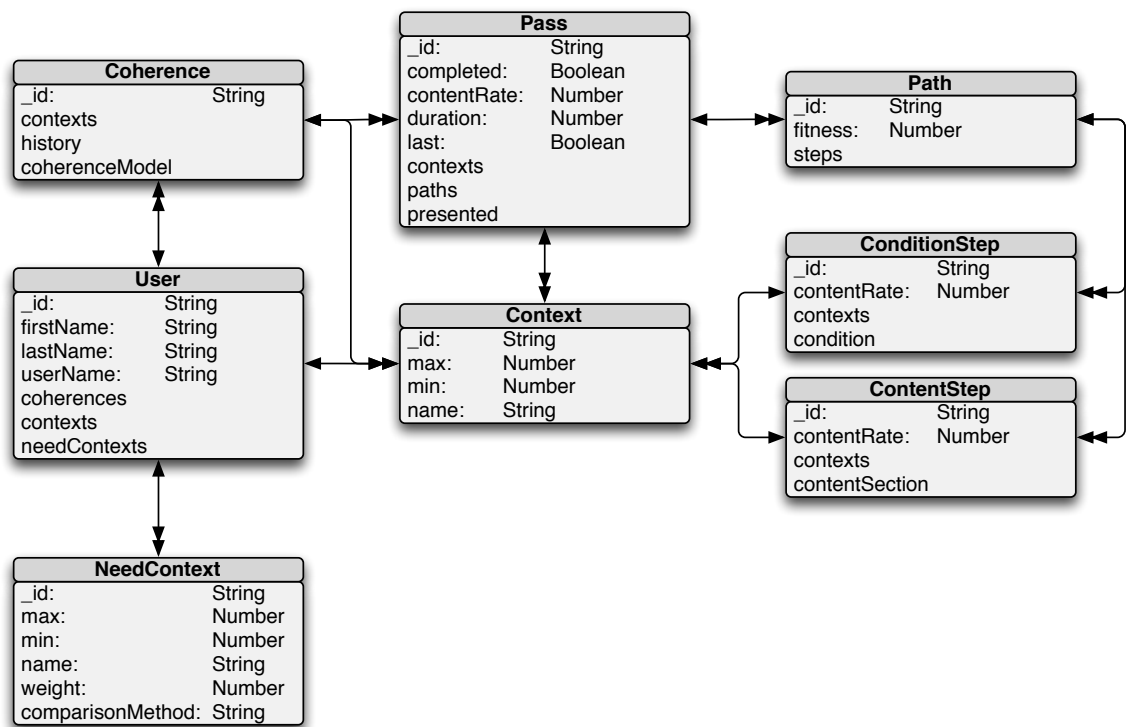 Pass
_id: String
completed: Boolean
contentRate: Number
duration: Number
last: Boolean
contexts
paths
presented
Coherence
_id: String
contexts
history
coherenceModel
Path
_id: String
fitness: Number
steps
User
_id: String
firstName: String
lastName: String
userName: String
coherences
contexts
needContexts
Context
_id: String
max: Number
min: Number
name: String
ConditionStep
_id: String
contentRate: Number
contexts
condition
ContentStep
_id: String
contentRate: Number
contexts
contentSection
NeedContext
_id: String
max: Number
min: Number
name: String
weight: Number
comparisonMethod: String